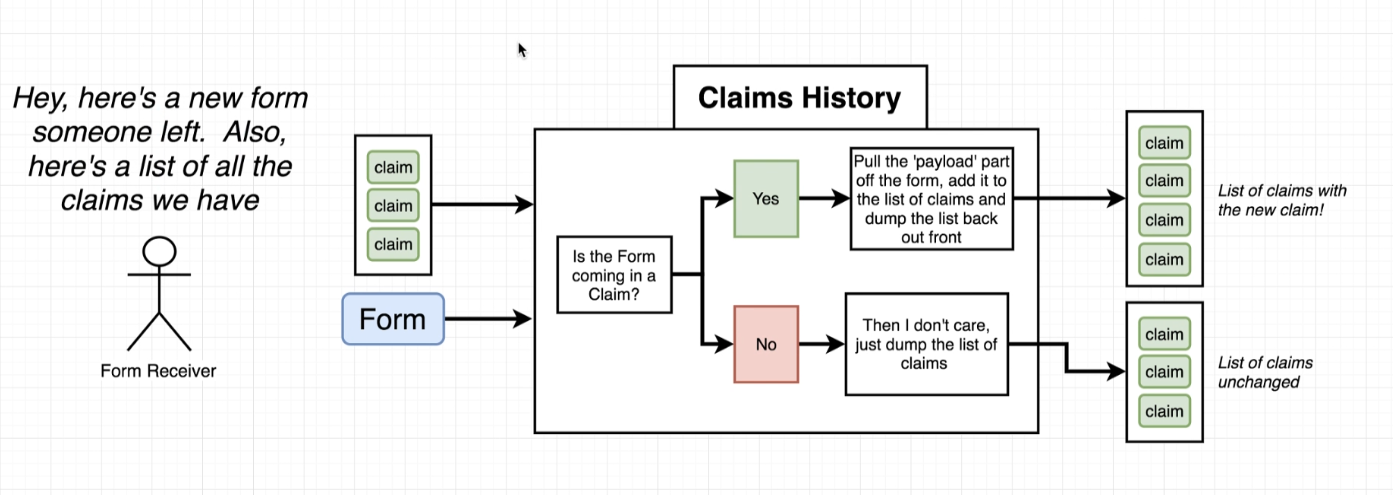 Hey, here's a new form
someone left. Also,
here's a list of all the
claims we have
Form Receiver
claim
claim
claim
Form
Claims History
Is the Form
coming in a
Claim?
Yes
Pull the 'payload' part
off the form, add it to
the list of claims and
dump the list back
out front
No
Then I don't care,
just dump the list of
claims
claim
claim
claim
claim
List of claims with
the new claim!
claim
claim
claim
List of claims
unchanged